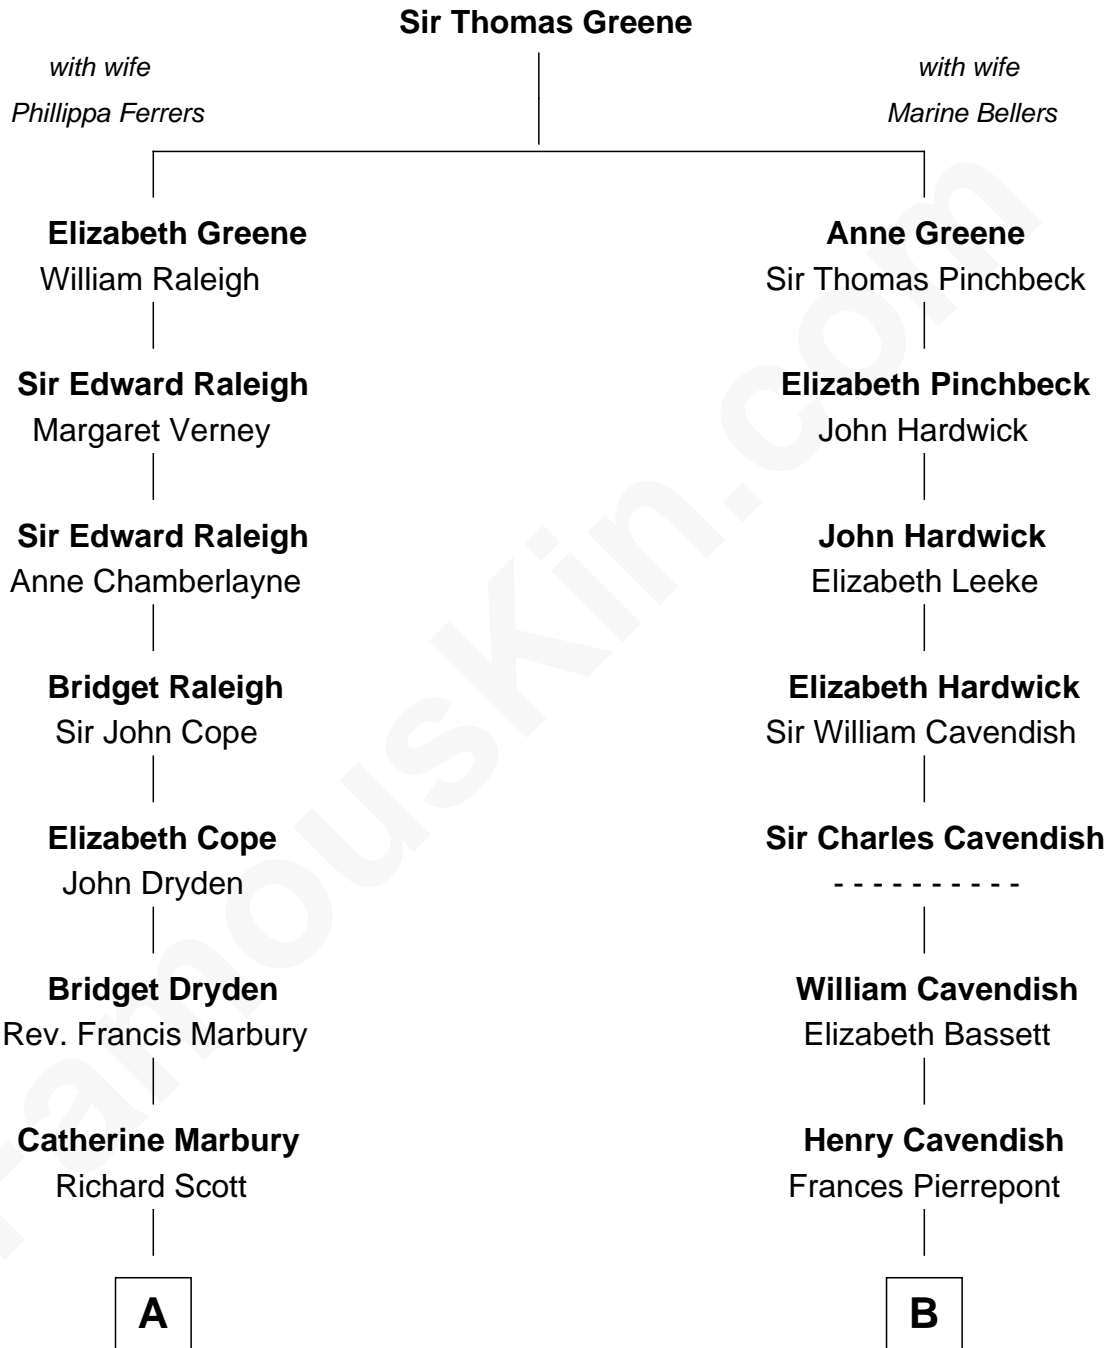 Sir Thomas Greene
with wife
Phillippa Ferrers
with wife
Marine Bellers
Elizabeth Greene
William Raleigh
Anne Greene
Sir Thomas Pinchbeck
Sir Edward Raleigh
Margaret Verney
Elizabeth Pinchbeck
John Hardwick
Sir Edward Raleigh
Anne Chamberlayne
John Hardwick
Elizabeth Leeke
Bridget Raleigh
Sir John Cope
Elizabeth Hardwick
Sir William Cavendish
Elizabeth Cope
John Dryden
Sir Charles Cavendish
- - - - - - - - - -
Bridget Dryden
Rev. Francis Marbury
William Cavendish
Elizabeth Bassett
Catherine Marbury
Richard Scott
Henry Cavendish
Frances Pierrepont
A
B
FamousKin.com